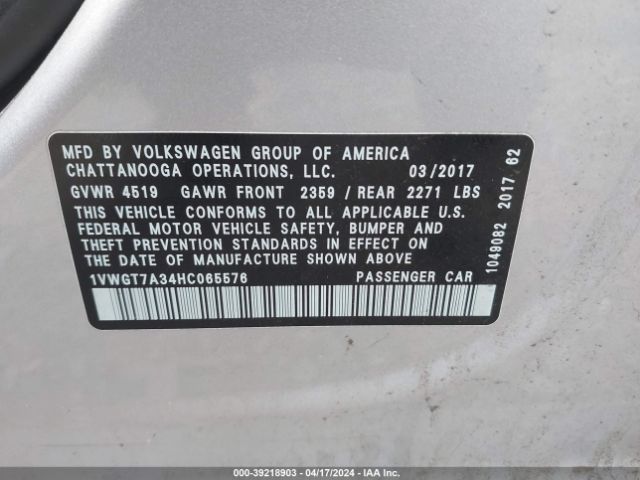 MFD BY VOLKSWAGEN GROUP OF AMERICA
CHATTANOOGA OPERATIONS, LLC. 03/2017
GVWR 4519 GAWR FRONT 2359 / REAR 2271 LBS
THIS VEHICLE CONFORMS TO ALL APPLICABLE U.S.
FEDERAL MOTOR VEHICLE SAFETY, BUMPER AND
THEFT PREVENTION STANDARDS IN EFFECT ON
THE DATE OF MANUFACTURE SHOWN ABOVE
1VWGT7A34HC065576 PASSENGER CAR
1049082 2017 62
000-39218903 - 04/17/2024 - IAA Inc.